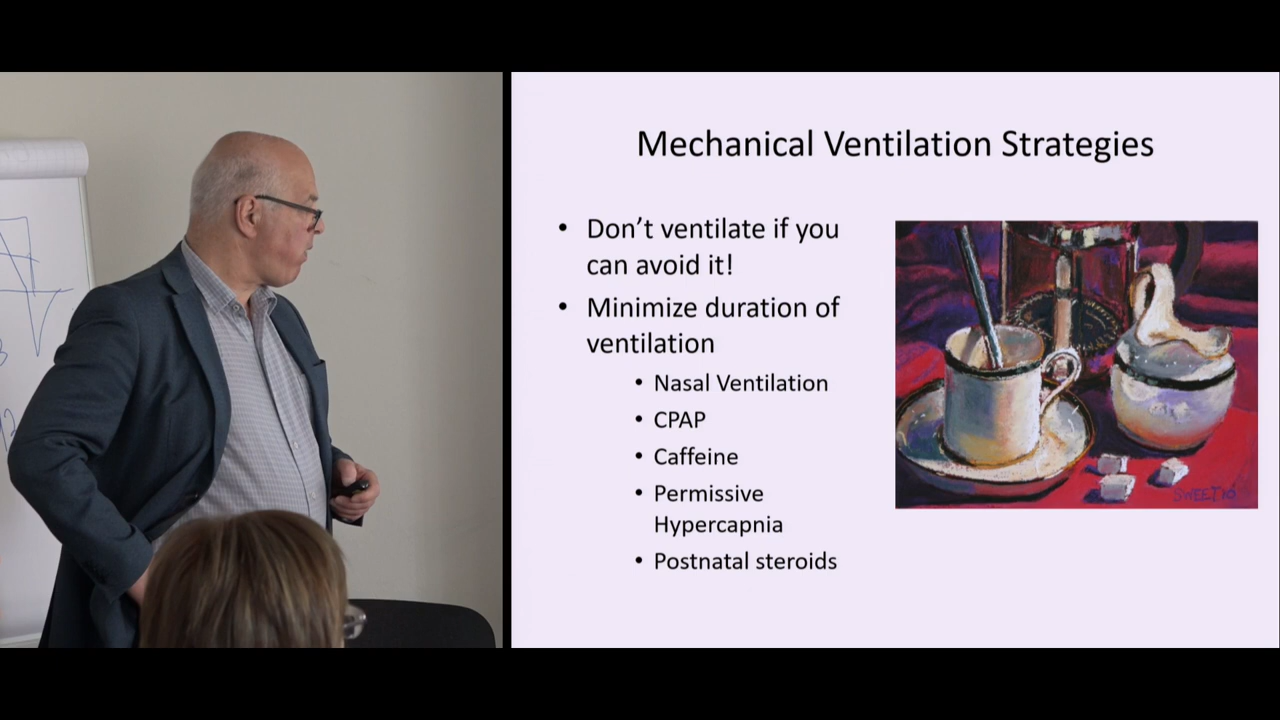 Mechanical Ventilation Strategies
• Don’t ventilate if you
can avoid it!
• Minimize duration of
ventilation
• Nasal Ventilation
• CPAP
• Caffeine
• Permissive
Hypercapnia
• Postnatal steroids